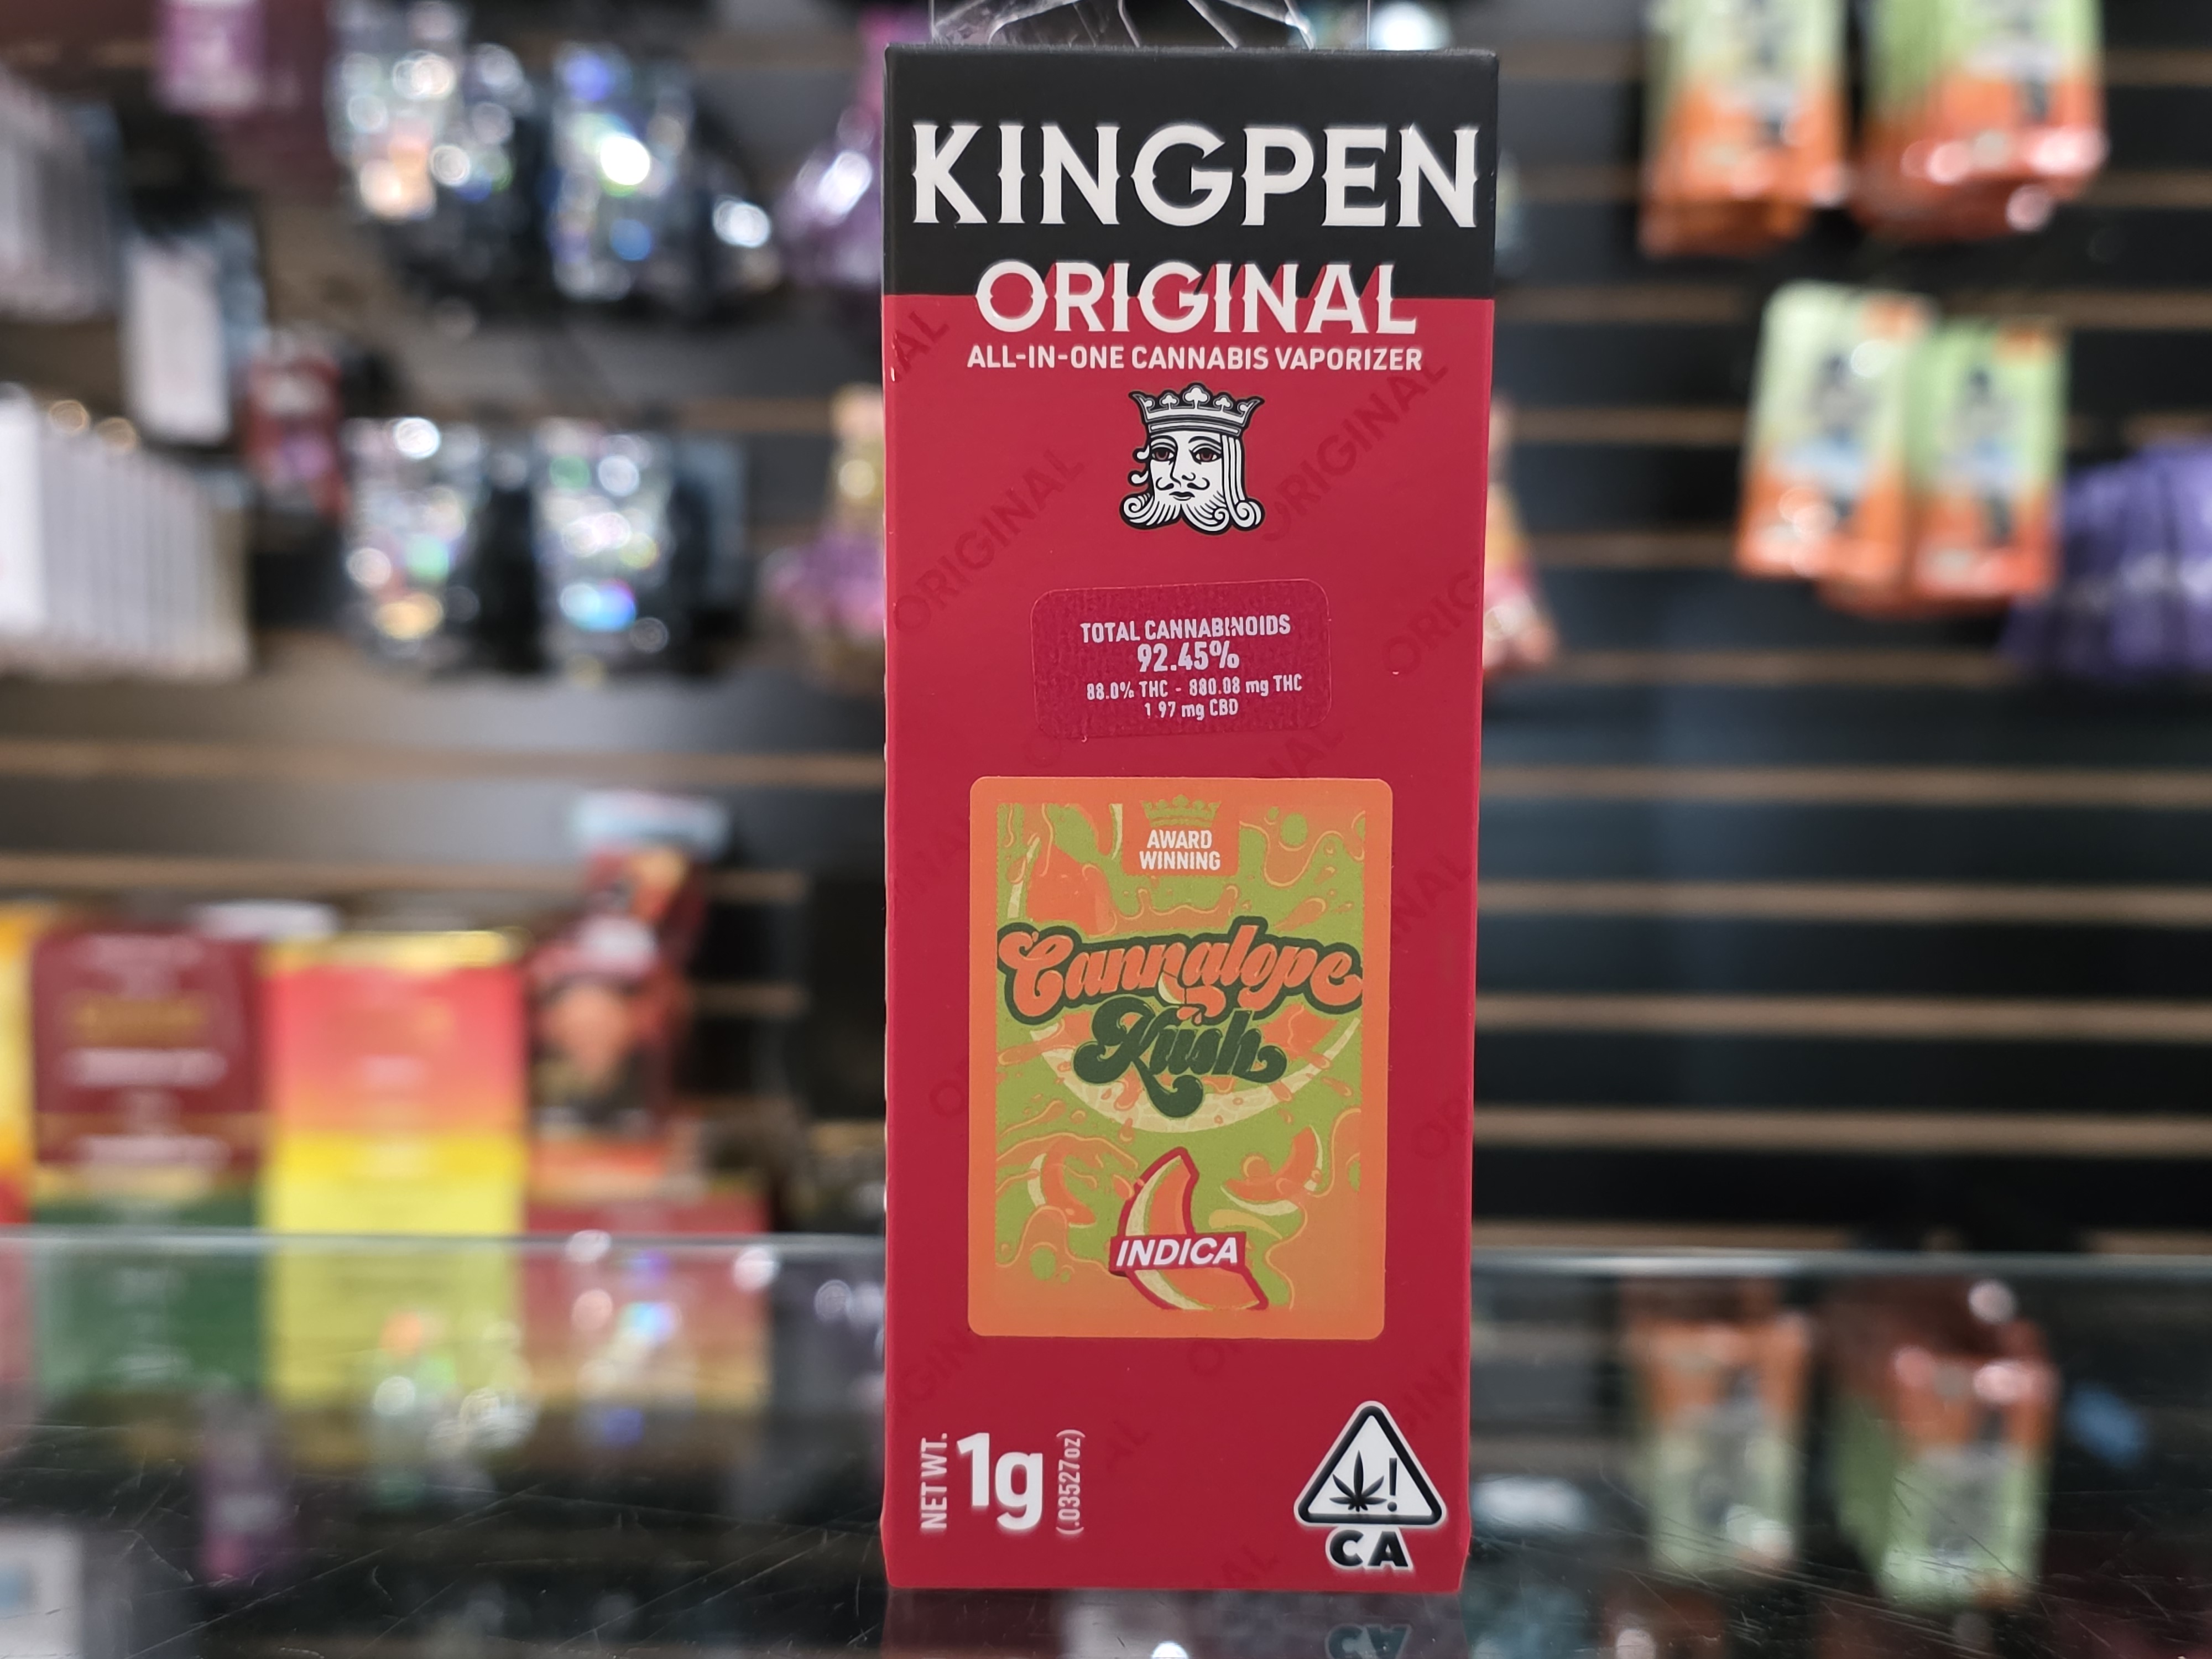 KINGPEN
ORIGINAL
ALL-IN-ONE CANNABIS VAPORIZER
TOTAL CANNABINOIDS
92.45%
88.0% THC - 880.08 mg THC
1.97 mg CBD
AWARD
WINNING
Cannalope
Kush
INDICA
NET WT. 1g (.03527oz)
CA